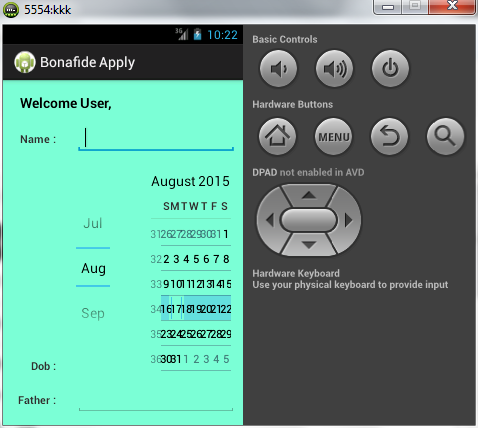 5554:kkk
3G 10:22
Bonafide Apply
Welcome User,
Name :
August 2015
S M T W T F S
31 26 27 28 29 30 31 1
32 2 3 4 5 6 7 8
33 9 10 11 12 13 14 15
34 16 17 18 19 20 21 22
35 23 24 25 26 27 28 29
36 30 31 1 2 3 4 5
Jul
Aug
Sep
Dob :
Father :
Basic Controls
Hardware Buttons
MENU
DPAD not enabled in AVD
Hardware Keyboard
Use your physical keyboard to provide input